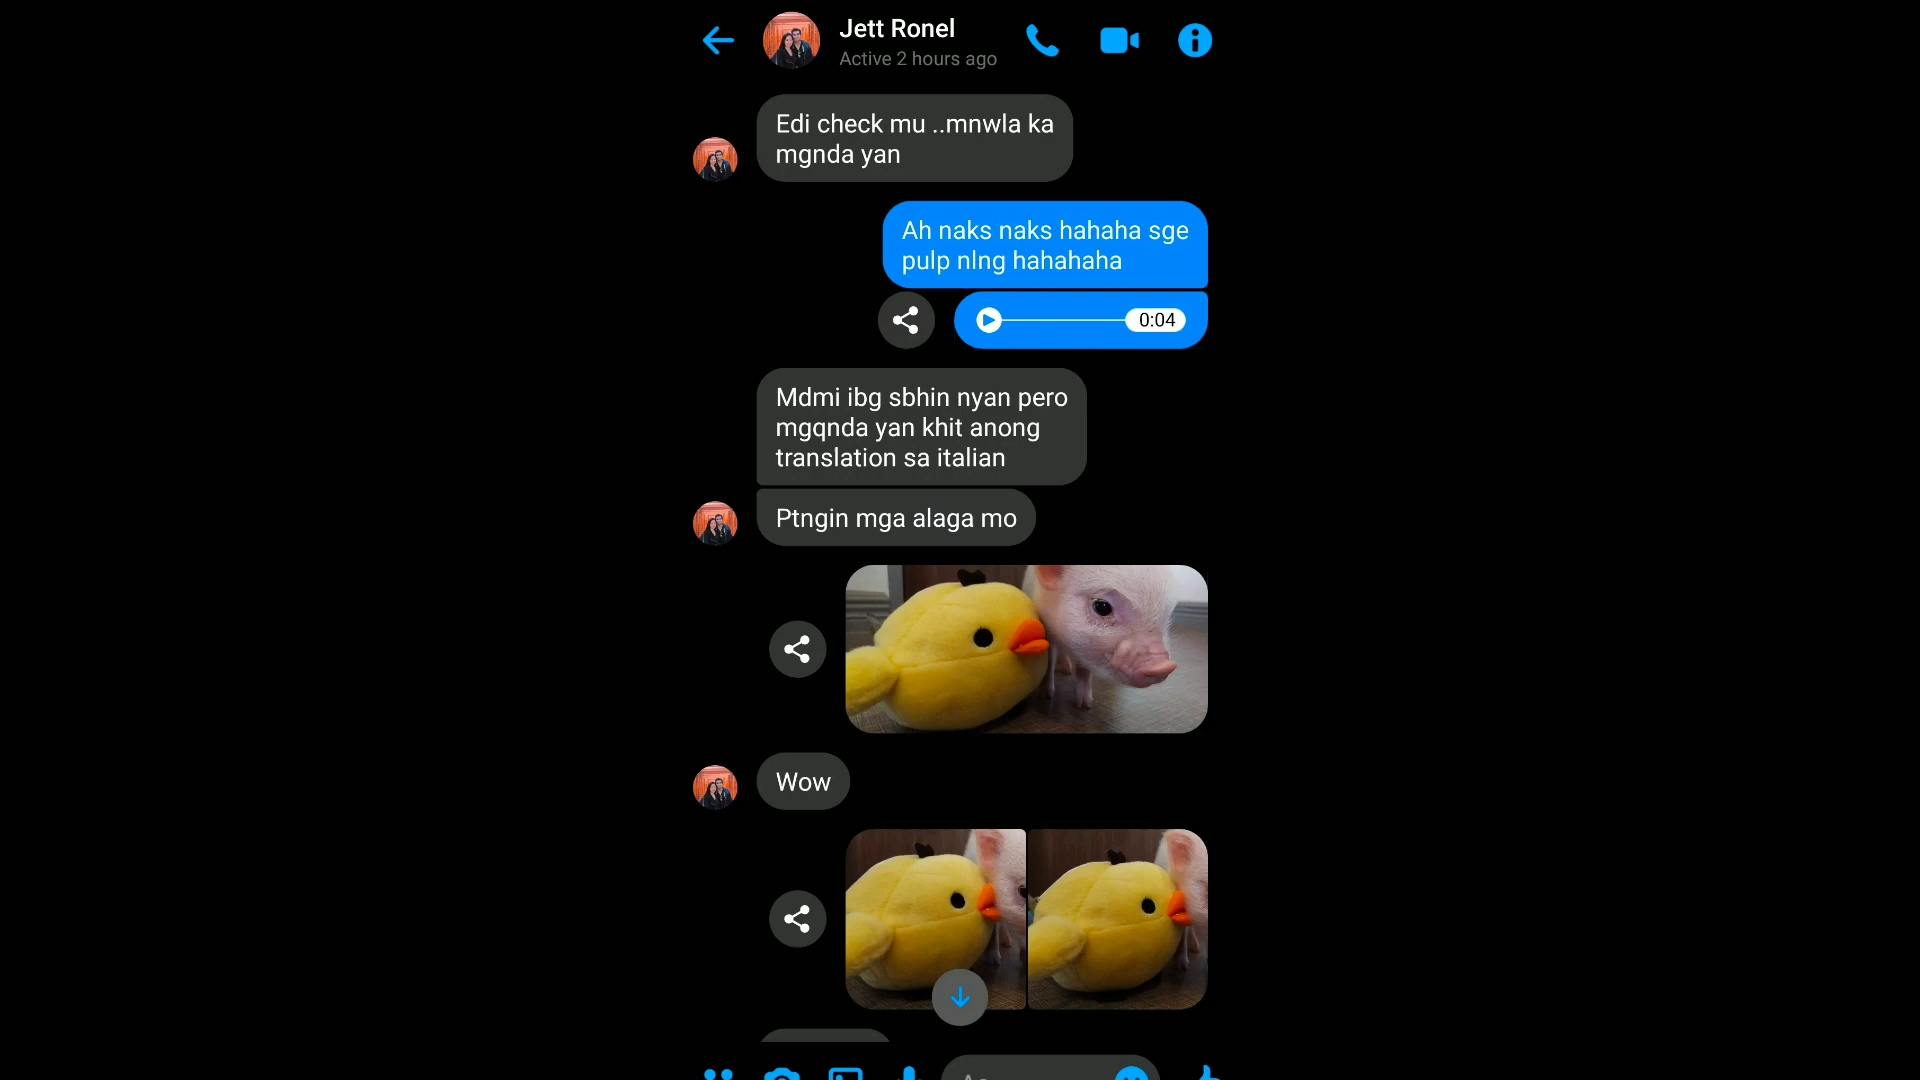 Jett Ronel
Active 2 hours ago
Edi check mu ..mnwla ka
mgnda yan
Ah naks naks hahaha sge
pulp nlng hahahaha
0:04
Mdmi ibg sbhin nyan pero
mgqnda yan khit anong
translation sa italian
Ptngin mga alaga mo
Wow